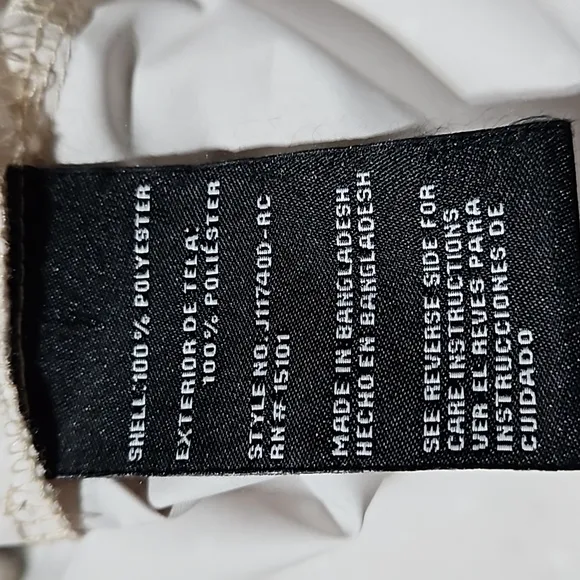 SHELL: 100% POLYESTER
EXTERIOR DE TELA:
100% POLIÉSTER
STYLE NO. J11740D-RC
RN# 15101
MADE IN BANGLADESH
HECHO EN BANGLADESH
SEE REVERSE SIDE FOR
CARE INSTRUCTIONS
VER EL REVES PARA
INSTRUCCIONES DE
CUIDADO